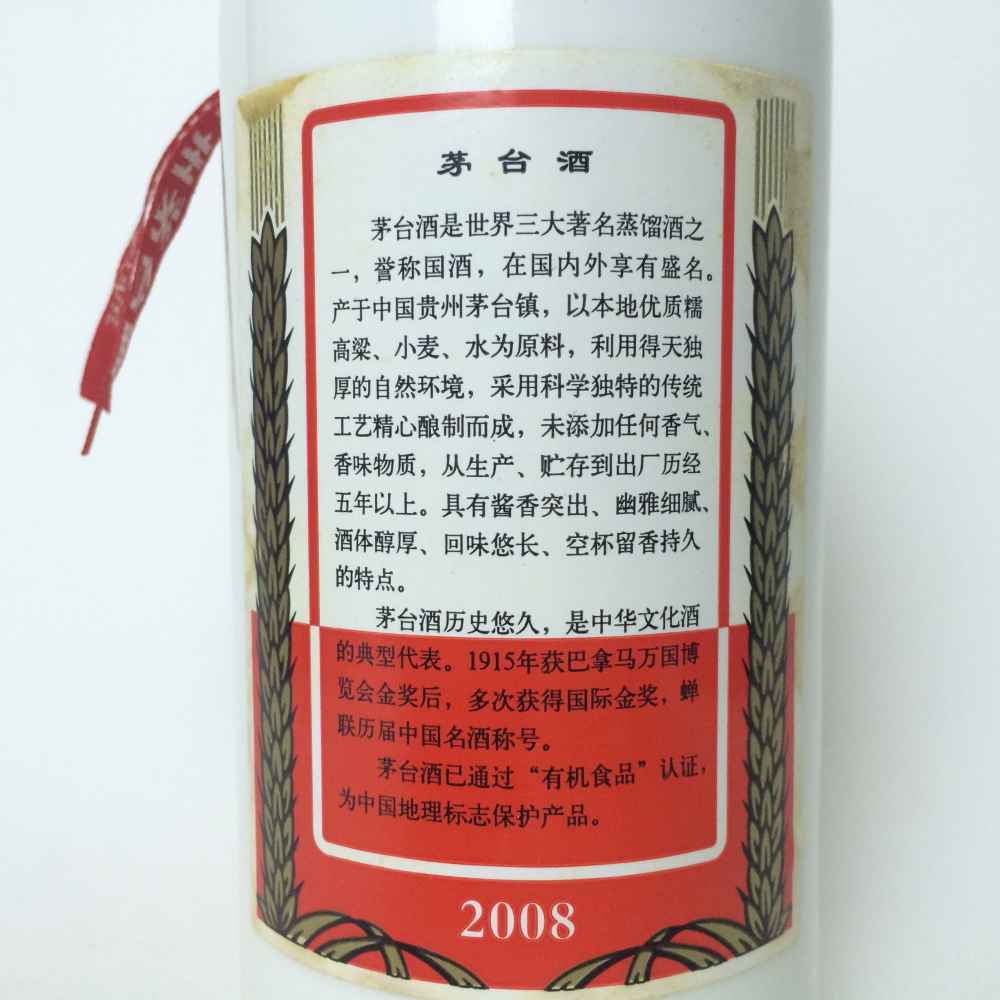 茅台酒
茅台酒是世界三大著名蒸馏酒之
一，誉称国酒，在国内外享有盛名。
产于中国贵州茅台镇，以本地优质糯
高粱、小麦、水为原料，利用得天独
厚的自然环境，采用科学独特的传统
工艺精心酿制而成，未添加任何香气、
香味物质，从生产、贮存到出厂历经
五年以上。具有酱香突出、幽雅细腻、
酒体醇厚、回味悠长、空杯留香持久
的特点。
茅台酒历史悠久，是中华文化酒
的典型代表。1915年获巴拿马万国博
览会金奖后，多次获得国际金奖，蝉
联历届中国名酒称号。
茅台酒已通过“有机食品”认证，
为中国地理标志保护产品。
2008